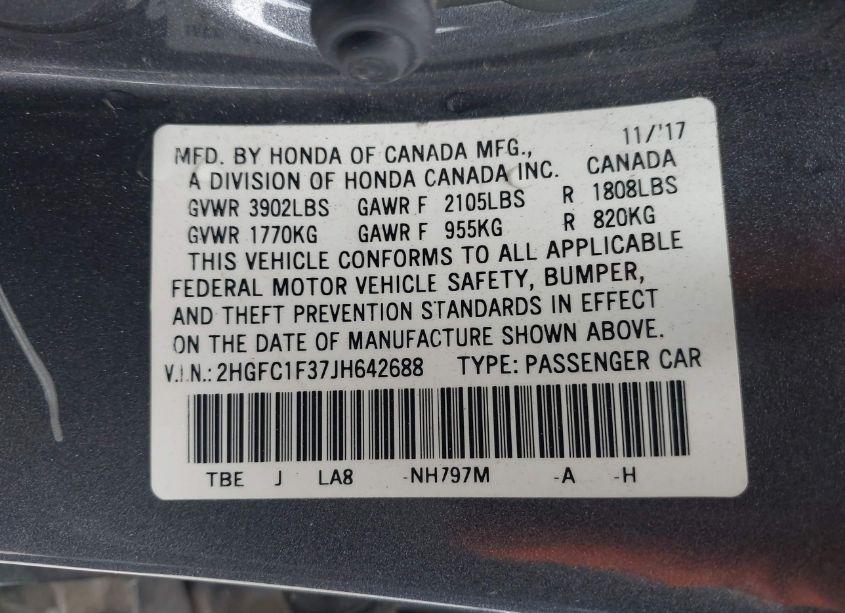 11/'17
MFD. BY HONDA OF CANADA MFG.,
A DIVISION OF HONDA CANADA INC. CANADA
GVWR 3902LBS GAWR F 2105LBS R 1808LBS
GVWR 1770KG GAWR F 955KG R 820KG
THIS VEHICLE CONFORMS TO ALL APPLICABLE
FEDERAL MOTOR VEHICLE SAFETY, BUMPER,
AND THEFT PREVENTION STANDARDS IN EFFECT
ON THE DATE OF MANUFACTURE SHOWN ABOVE.
V.I.N.: 2HGFC1F37JH642688 TYPE: PASSENGER CAR
TBE J LA8 -NH797M -A -H